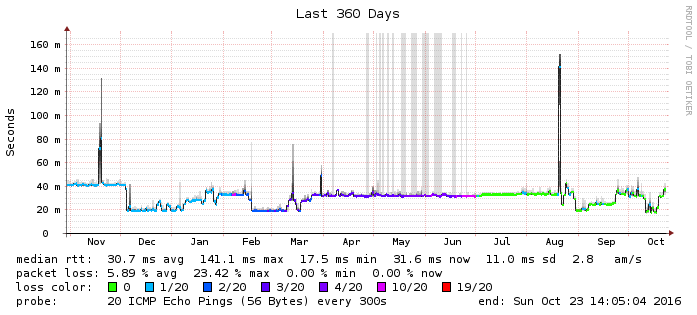 Last 360 Days
RRDTOOL / TOBI OETIKER
Seconds
160 m
140 m
120 m
100 m
80 m
60 m
40 m
20 m
0
Nov Dec Jan Feb Mar Apr May Jun Jul Aug Sep Oct
median rtt: 30.7 ms avg 141.1 ms max 17.5 ms min 31.6 ms now 11.0 ms sd 2.8 am/s
packet loss: 5.89 % avg 23.42 % max 0.00 % min 0.00 % now
loss color: 0 1/20 2/20 3/20 4/20 10/20 19/20
probe: 20 ICMP Echo Pings (56 Bytes) every 300s end: Sun Oct 23 14:05:04 2016